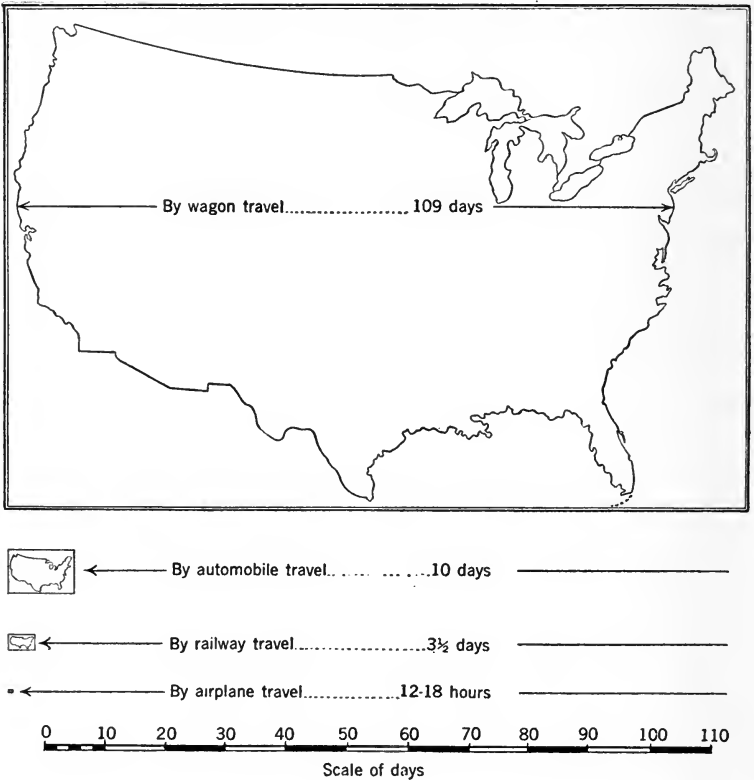 By wagon travel.................... 109 days
By automobile travel.. . .. ... . ..10 days
By railway travel.....................3½ days
By airplane travel............... 12-18 hours
0 10 20 30 40 50 60 70 80 90 100 110
Scale of days